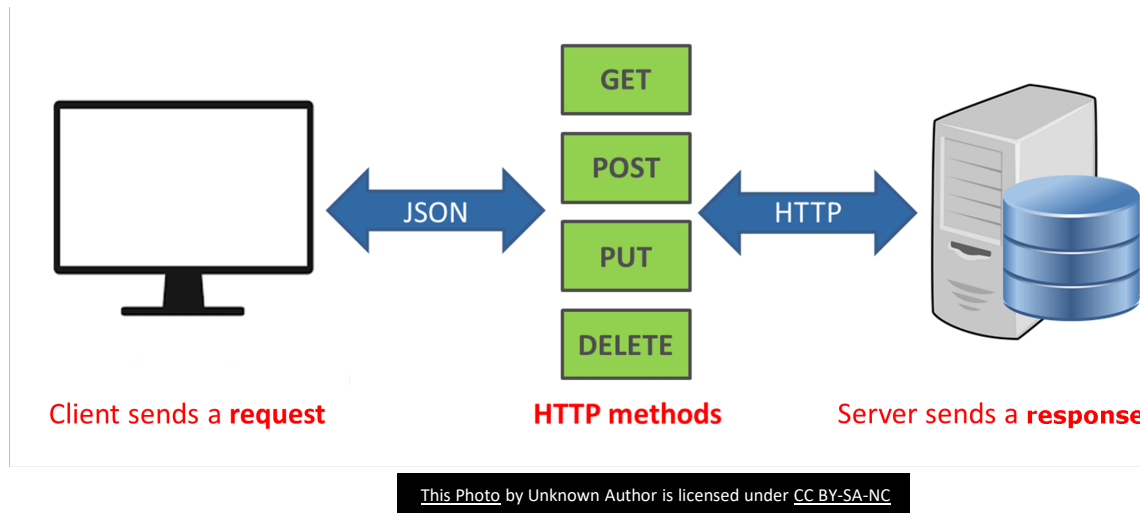 GET
POST
PUT
DELETE
JSON
HTTP
Client sends a request
HTTP methods
Server sends a response
This Photo by Unknown Author is licensed under CC BY-SA-NC